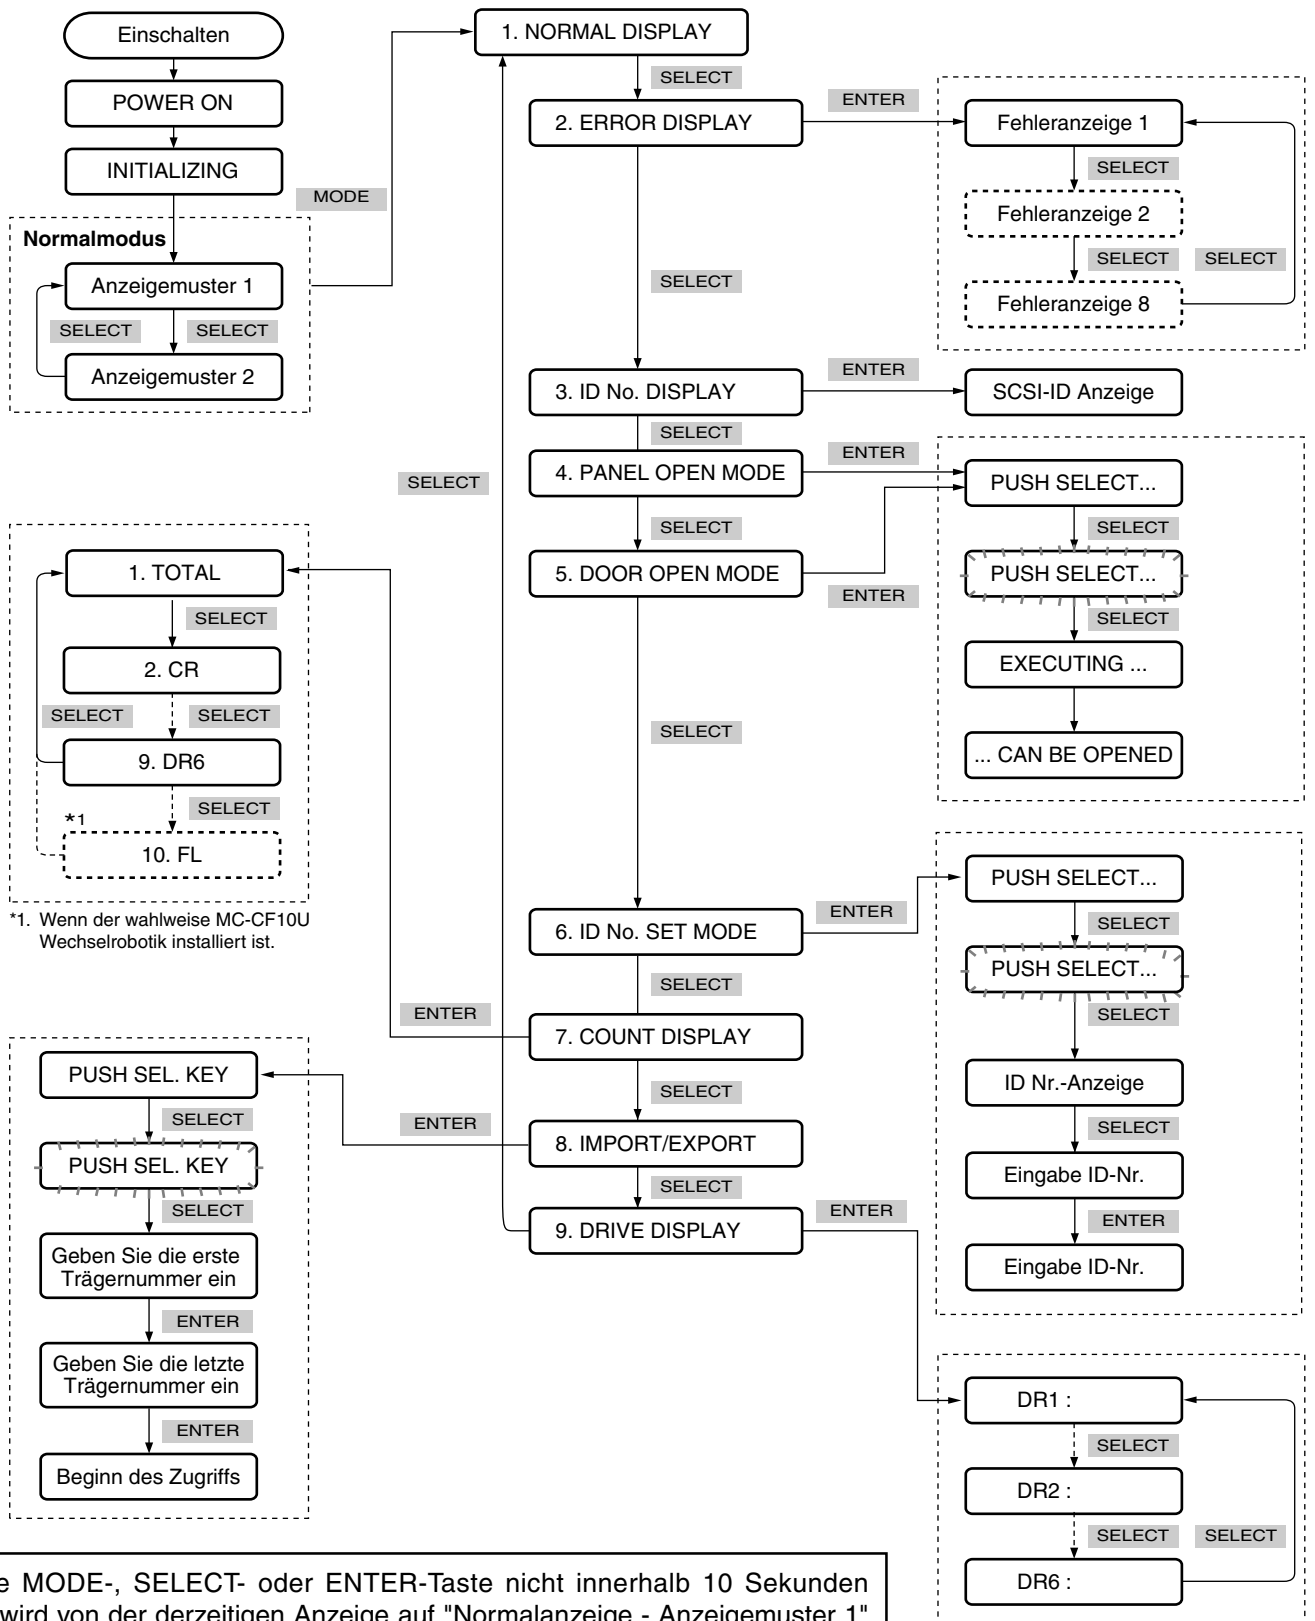 Einschalten
POWER ON
INITIALIZING
MODE
Normalmodus
Anzeigemuster 1
SELECT
SELECT
Anzeigemuster 2
1. NORMAL DISPLAY
SELECT
2. ERROR DISPLAY
ENTER
Fehleranzeige 1
SELECT
Fehleranzeige 2
SELECT
SELECT
Fehleranzeige 8
SELECT
3. ID No. DISPLAY
ENTER
SCSI-ID Anzeige
SELECT
4. PANEL OPEN MODE
ENTER
SELECT
5. DOOR OPEN MODE
ENTER
PUSH SELECT...
SELECT
PUSH SELECT...
SELECT
EXECUTING ...
... CAN BE OPENED
SELECT
SELECT
1. TOTAL
SELECT
2. CR
SELECT
SELECT
9. DR6
SELECT
*1
10. FL
*1. Wenn der wahlweise MC-CF10U
Wechselrobotik installiert ist.
6. ID No. SET MODE
ENTER
PUSH SELECT...
SELECT
PUSH SELECT...
SELECT
ID Nr.-Anzeige
SELECT
Eingabe ID-Nr.
ENTER
Eingabe ID-Nr.
SELECT
ENTER
7. COUNT DISPLAY
SELECT
ENTER
8. IMPORT/EXPORT
SELECT
9. DRIVE DISPLAY
ENTER
PUSH SEL. KEY
SELECT
PUSH SEL. KEY
SELECT
Geben Sie die erste
Trägernummer ein
ENTER
Geben Sie die letzte
Trägernummer ein
ENTER
Beginn des Zugriffs
DR1 :
SELECT
DR2 :
SELECT
SELECT
DR6 :
e MODE-, SELECT- oder ENTER-Taste nicht innerhalb 10 Sekunden
wird von der derzeitigen Anzeige auf "Normalanzeige - Anzeigemuster 1"